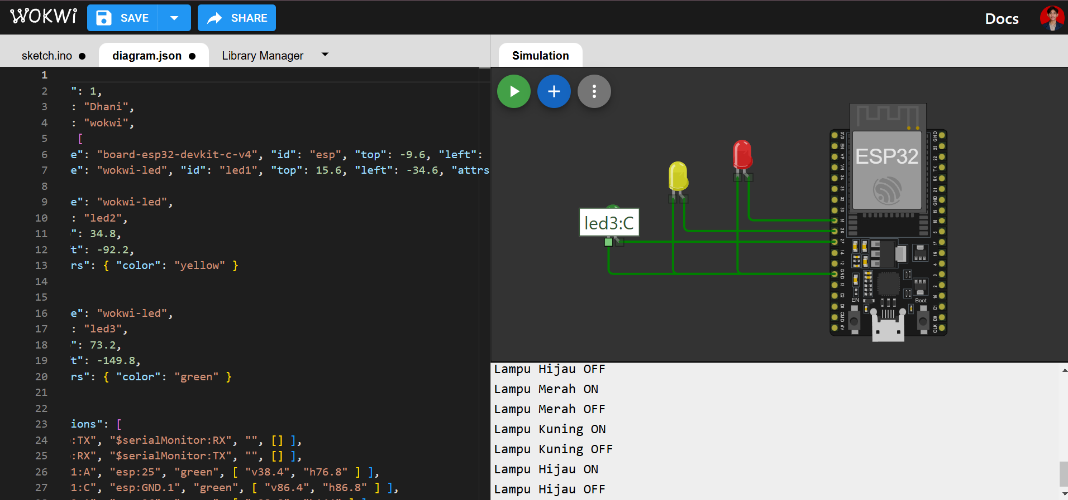 WOKWi SAVE SHARE Docs
sketch.ino ● diagram.json ● Library Manager Simulation
1
2 ": 1,
3 : "Dhani",
4 : "wokwi",
5 [
6 e": "board-esp32-devkit-c-v4", "id": "esp", "top": -9.6, "left":
7 e": "wokwi-led", "id": "led1", "top": 15.6, "left": -34.6, "attrs
8
9 e": "wokwi-led",
10 : "led2",
11 ": 34.8,
12 t": -92.2,
13 rs": { "color": "yellow" }
14
15
16 e": "wokwi-led",
17 : "led3",
18 ": 73.2,
19 t": -149.8,
20 rs": { "color": "green" }
21
22
23 ions": [
24 :TX", "$serialMonitor:RX", "", [] ],
25 :RX", "$serialMonitor:TX", "", [] ],
26 1:A", "esp:25", "green", [ "v38.4", "h76.8" ] ],
27 1:C", "esp:GND.1", "green", [ "v86.4", "h86.8" ] ],
ESP32
led3:C
EN Boot
Lampu Hijau OFF
Lampu Merah ON
Lampu Merah OFF
Lampu Kuning ON
Lampu Kuning OFF
Lampu Hijau ON
Lampu Hijau OFF